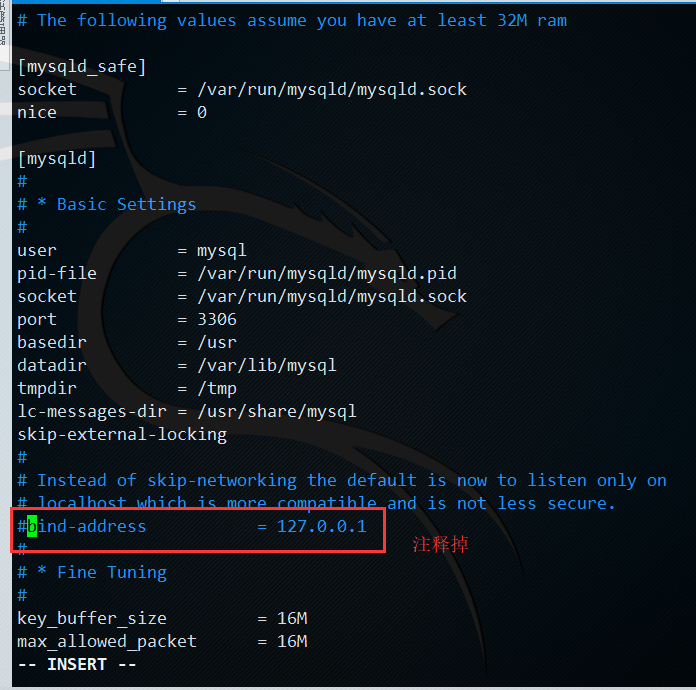 # The following values assume you have at least 32M ram
[mysqld_safe]
socket          = /var/run/mysqld/mysqld.sock
nice            = 0
[mysqld]
#
# * Basic Settings
#
user            = mysql
pid-file        = /var/run/mysqld/mysqld.pid
socket          = /var/run/mysqld/mysqld.sock
port            = 3306
basedir         = /usr
datadir         = /var/lib/mysql
tmpdir          = /tmp
lc-messages-dir = /usr/share/mysql
skip-external-locking
#
# Instead of skip-networking the default is now to listen only on
# localhost which is more compatible and is not less secure.
#bind-address           = 127.0.0.1
注释掉
#
# * Fine Tuning
#
key_buffer_size         = 16M
max_allowed_packet      = 16M
-- INSERT --